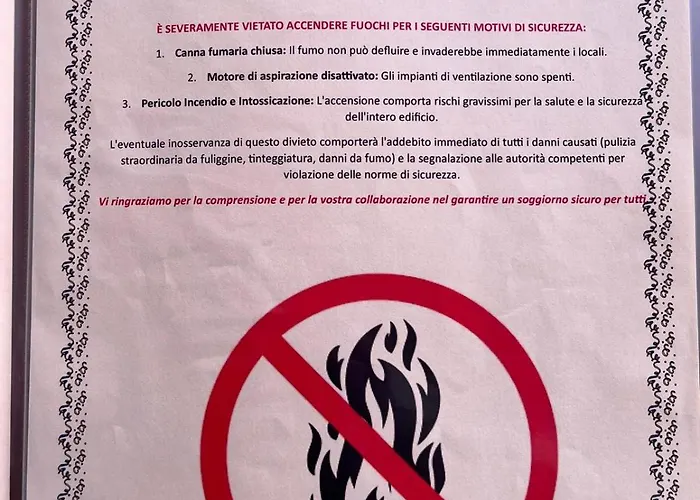 È SEVERAMENTE VIETATO ACCENDERE FUOCHI PER I SEGUENTI MOTIVI DI SICUREZZA:
1. Canna fumaria chiusa: Il fumo non può defluire e invaderebbe immediatamente i locali.
2. Motore di aspirazione disattivato: Gli impianti di ventilazione sono spenti.
3. Pericolo Incendio e Intossicazione: L'accensione comporta rischi gravissimi per la salute e la sicurezza
dell'intero edificio.
L'eventuale inosservanza di questo divieto comporterà l'addebito immediato di tutti i danni causati (pulizia
straordinaria da fuliggine, tinteggiatura, danni da fumo) e la segnalazione alle autorità competenti per
violazione delle norme di sicurezza.
Vi ringraziamo per la comprensione e per la vostra collaborazione nel garantire un soggiorno sicuro per tutti.